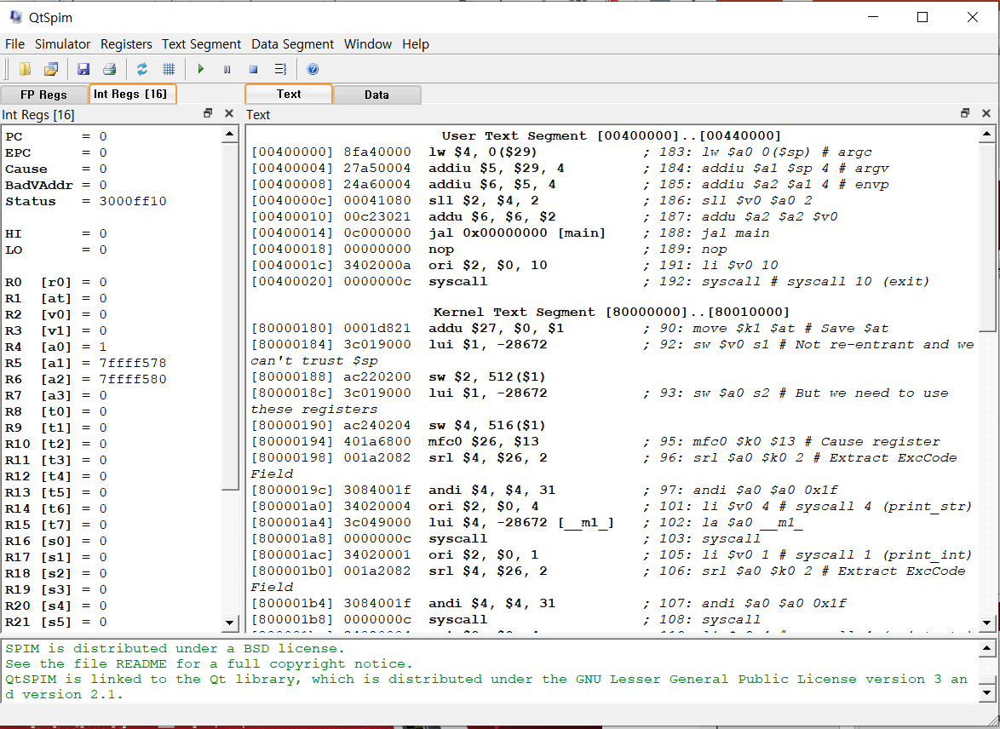 QtSpim
File Simulator Registers Text Segment Data Segment Window Help
FP Regs Int Regs [16]
Int Regs [16]
PC = 0
EPC = 0
Cause = 0
BadVAddr = 0
Status = 3000ff10
HI = 0
LO = 0
R0 [r0] = 0
R1 [at] = 0
R2 [v0] = 0
R3 [v1] = 0
R4 [a0] = 1
R5 [a1] = 7ffff578
R6 [a2] = 7ffff580
R7 [a3] = 0
R8 [t0] = 0
R9 [t1] = 0
R10 [t2] = 0
R11 [t3] = 0
R12 [t4] = 0
R13 [t5] = 0
R14 [t6] = 0
R15 [t7] = 0
R16 [s0] = 0
R17 [s1] = 0
R18 [s2] = 0
R19 [s3] = 0
R20 [s4] = 0
R21 [s5] = 0
Text Data
Text
User Text Segment [00400000]..[00440000]
[00400000] 8fa40000 lw $4, 0($29) ; 183: lw $a0 0($sp) # argc
[00400004] 27a50004 addiu $5, $29, 4 ; 184: addiu $a1 $sp 4 # argv
[00400008] 24a60004 addiu $6, $5, 4 ; 185: addiu $a2 $a1 4 # envp
[0040000c] 00041080 sll $2, $4, 2 ; 186: sll $v0 $a0 2
[00400010] 00c23021 addu $6, $6, $2 ; 187: addu $a2 $a2 $v0
[00400014] 0c000000 jal 0x00000000 [main] ; 188: jal main
[00400018] 00000000 nop ; 189: nop
[0040001c] 3402000a ori $2, $0, 10 ; 191: li $v0 10
[00400020] 0000000c syscall ; 192: syscall # syscall 10 (exit)
Kernel Text Segment [80000000]..[80010000]
[80000180] 0001d821 addu $27, $0, $1 ; 90: move $k1 $at # Save $at
[80000184] 3c019000 lui $1, -28672 ; 92: sw $v0 s1 # Not re-entrant and we
can't trust $sp
[80000188] ac220200 sw $2, 512($1)
[8000018c] 3c019000 lui $1, -28672 ; 93: sw $a0 s2 # But we need to use
these registers
[80000190] ac240204 sw $4, 516($1)
[80000194] 401a6800 mfc0 $26, $13 ; 95: mfc0 $k0 $13 # Cause register
[80000198] 001a2082 srl $4, $26, 2 ; 96: srl $a0 $k0 2 # Extract ExcCode
Field
[8000019c] 3084001f andi $4, $4, 31 ; 97: andi $a0 $a0 0x1f
[800001a0] 34020004 ori $2, $0, 4 ; 101: li $v0 4 # syscall 4 (print_str)
[800001a4] 3c049000 lui $4, -28672 [__m1_] ; 102: la $a0 __m1_
[800001a8] 0000000c syscall ; 103: syscall
[800001ac] 34020001 ori $2, $0, 1 ; 105: li $v0 1 # syscall 1 (print_int)
[800001b0] 001a2082 srl $4, $26, 2 ; 106: srl $a0 $k0 2 # Extract ExcCode
Field
[800001b4] 3084001f andi $4, $4, 31 ; 107: andi $a0 $a0 0x1f
[800001b8] 0000000c syscall ; 108: syscall
SPIM is distributed under a BSD license.
See the file README for a full copyright notice.
QtSPIM is linked to the Qt library, which is distributed under the GNU Lesser General Public License version 3 an
d version 2.1.